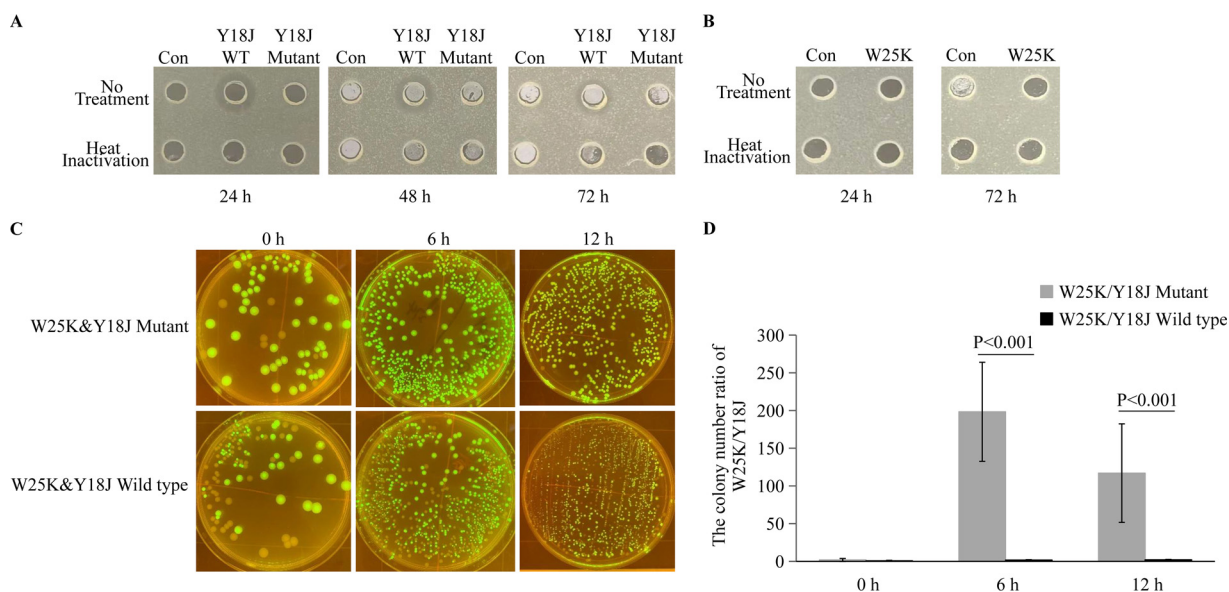 A
Y18J Y18J
Con WT Mutant
Y18J Y18J
Con WT Mutant
Y18J Y18J
Con WT Mutant
No
Treatment
Heat
Inactivation
24 h 48 h 72 h
B
Con W25K Con W25K
No
Treatment
Heat
Inactivation
24 h 72 h
C
0 h 6 h 12 h
W25K&Y18J Mutant
W25K&Y18J Wild type
D
W25K/Y18J Mutant
W25K/Y18J Wild type
The colony number ratio of
W25K/Y18J
300
250
200
150
100
50
0
P<0.001
P<0.001
0 h 6 h 12 h